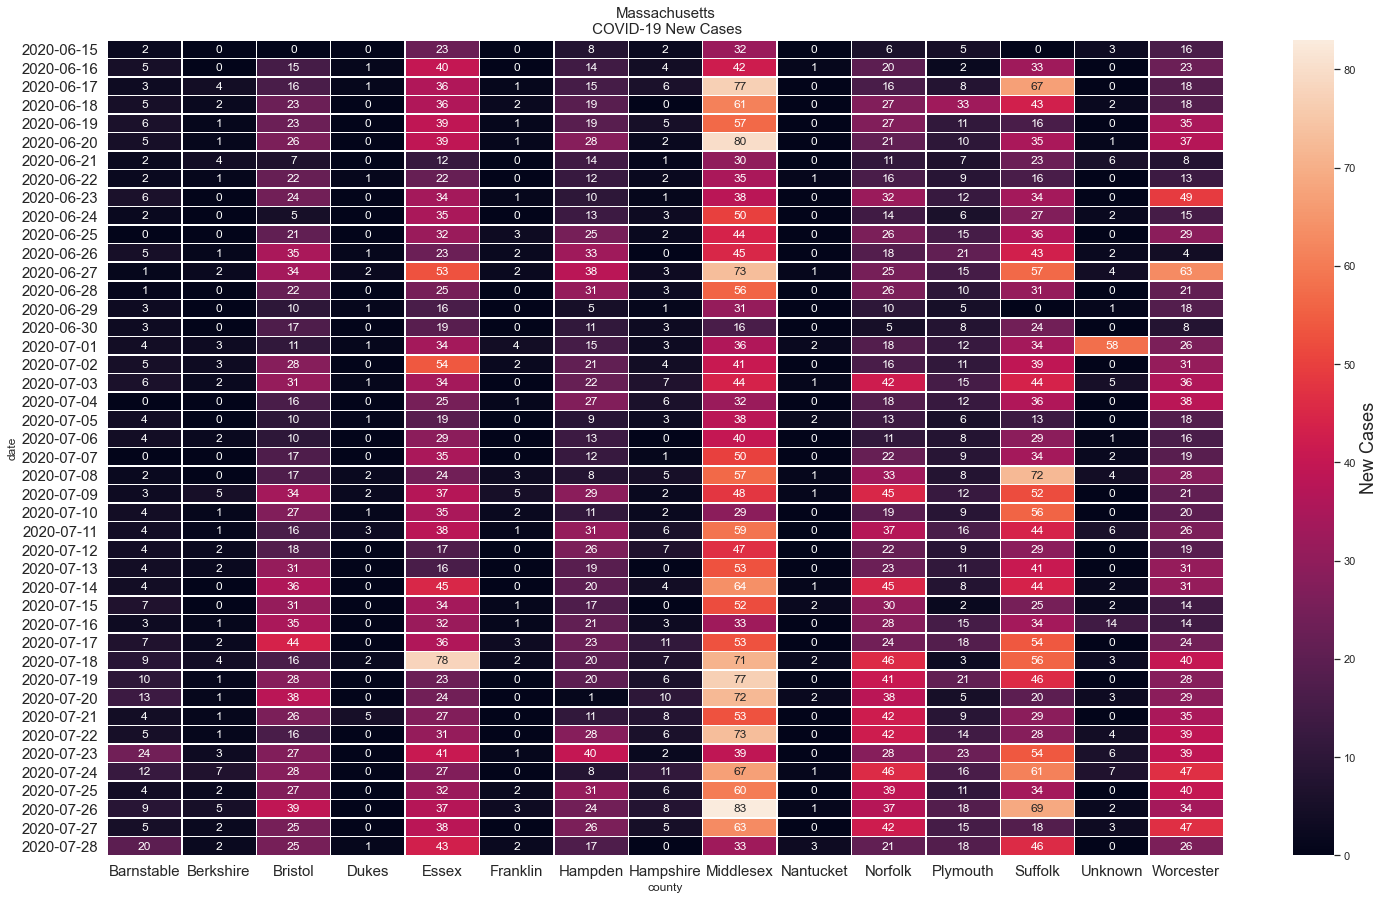 Massachusetts
COVID-19 New Cases
2020-06-15 2 0 0 0 23 0 8 2 32 0 6 5 0 3 16
2020-06-16 5 0 15 1 40 0 14 4 42 1 20 2 33 0 23
2020-06-17 3 4 16 1 36 1 15 6 77 0 16 8 67 0 18
2020-06-18 5 2 23 0 36 2 19 0 61 0 27 33 43 2 18
2020-06-19 6 1 23 0 39 1 19 5 57 0 27 11 16 0 35
2020-06-20 5 1 26 0 39 1 28 2 80 0 21 10 35 1 37
2020-06-21 2 4 7 0 12 0 14 1 30 0 11 7 23 6 8
2020-06-22 2 1 22 1 22 0 12 2 35 1 16 9 16 0 13
2020-06-23 6 0 24 0 34 1 10 1 38 0 32 12 34 0 49
2020-06-24 2 0 5 0 35 0 13 3 50 0 14 6 27 2 15
2020-06-25 0 0 21 0 32 3 25 2 44 0 26 15 36 0 29
2020-06-26 5 1 35 1 23 2 33 0 45 0 18 21 43 2 4
2020-06-27 1 2 34 2 53 2 38 3 73 1 25 15 57 4 63
2020-06-28 1 0 22 0 25 0 31 3 56 0 26 10 31 0 21
2020-06-29 3 0 10 1 16 0 5 1 31 0 10 5 0 1 18
2020-06-30 3 0 17 0 19 0 11 3 16 0 5 8 24 0 8
2020-07-01 4 3 11 1 34 4 15 3 36 2 18 12 34 58 26
2020-07-02 5 3 28 0 54 2 21 4 41 0 16 11 39 0 31
2020-07-03 6 2 31 1 34 0 22 7 44 1 42 15 44 5 36
2020-07-04 0 0 16 0 25 1 27 6 32 0 18 12 36 0 38
2020-07-05 4 0 10 1 19 0 9 3 38 2 13 6 13 0 18
2020-07-06 4 2 10 0 29 0 13 0 40 0 11 8 29 1 16
2020-07-07 0 0 17 0 35 0 12 1 50 0 22 9 34 2 19
2020-07-08 2 0 17 2 24 3 8 5 57 1 33 8 72 4 28
2020-07-09 3 5 34 2 37 5 29 2 48 1 45 12 52 0 21
2020-07-10 4 1 27 1 35 2 11 2 29 0 19 9 56 0 20
2020-07-11 4 1 16 3 38 1 31 6 59 0 37 16 44 6 26
2020-07-12 4 2 18 0 17 0 26 7 47 0 22 9 29 0 19
2020-07-13 4 2 31 0 16 0 19 0 53 0 23 11 41 0 31
2020-07-14 4 0 36 0 45 0 20 4 64 1 45 8 44 2 31
2020-07-15 7 0 31 0 34 1 17 0 52 2 30 2 25 2 14
2020-07-16 3 1 35 0 32 1 21 3 33 0 28 15 34 14 14
2020-07-17 7 2 44 0 36 3 23 11 53 0 24 18 54 0 24
2020-07-18 9 4 16 2 78 2 20 7 71 2 46 3 56 3 40
2020-07-19 10 1 28 0 23 0 20 6 77 0 41 21 46 0 28
2020-07-20 13 1 38 0 24 0 1 10 72 2 38 5 20 3 29
2020-07-21 4 1 26 5 27 0 11 8 53 0 42 9 29 0 35
2020-07-22 5 1 16 0 31 0 28 6 73 0 42 14 28 4 39
2020-07-23 24 3 27 0 41 1 40 2 39 0 28 23 54 6 39
2020-07-24 12 7 28 0 27 0 8 11 67 1 46 16 61 7 47
2020-07-25 4 2 27 0 32 2 31 6 60 0 39 11 34 0 40
2020-07-26 9 5 39 0 37 3 24 8 83 1 37 18 69 2 34
2020-07-27 5 2 25 0 38 0 26 5 63 0 42 15 18 3 47
2020-07-28 20 2 25 1 43 2 17 0 33 3 21 18 46 0 26
Barnstable Berkshire Bristol Dukes Essex Franklin Hampden Hampshire Middlesex Nantucket Norfolk Plymouth Suffolk Unknown Worcester
county
date
80
70
60
50
40
30
20
10
0
New Cases